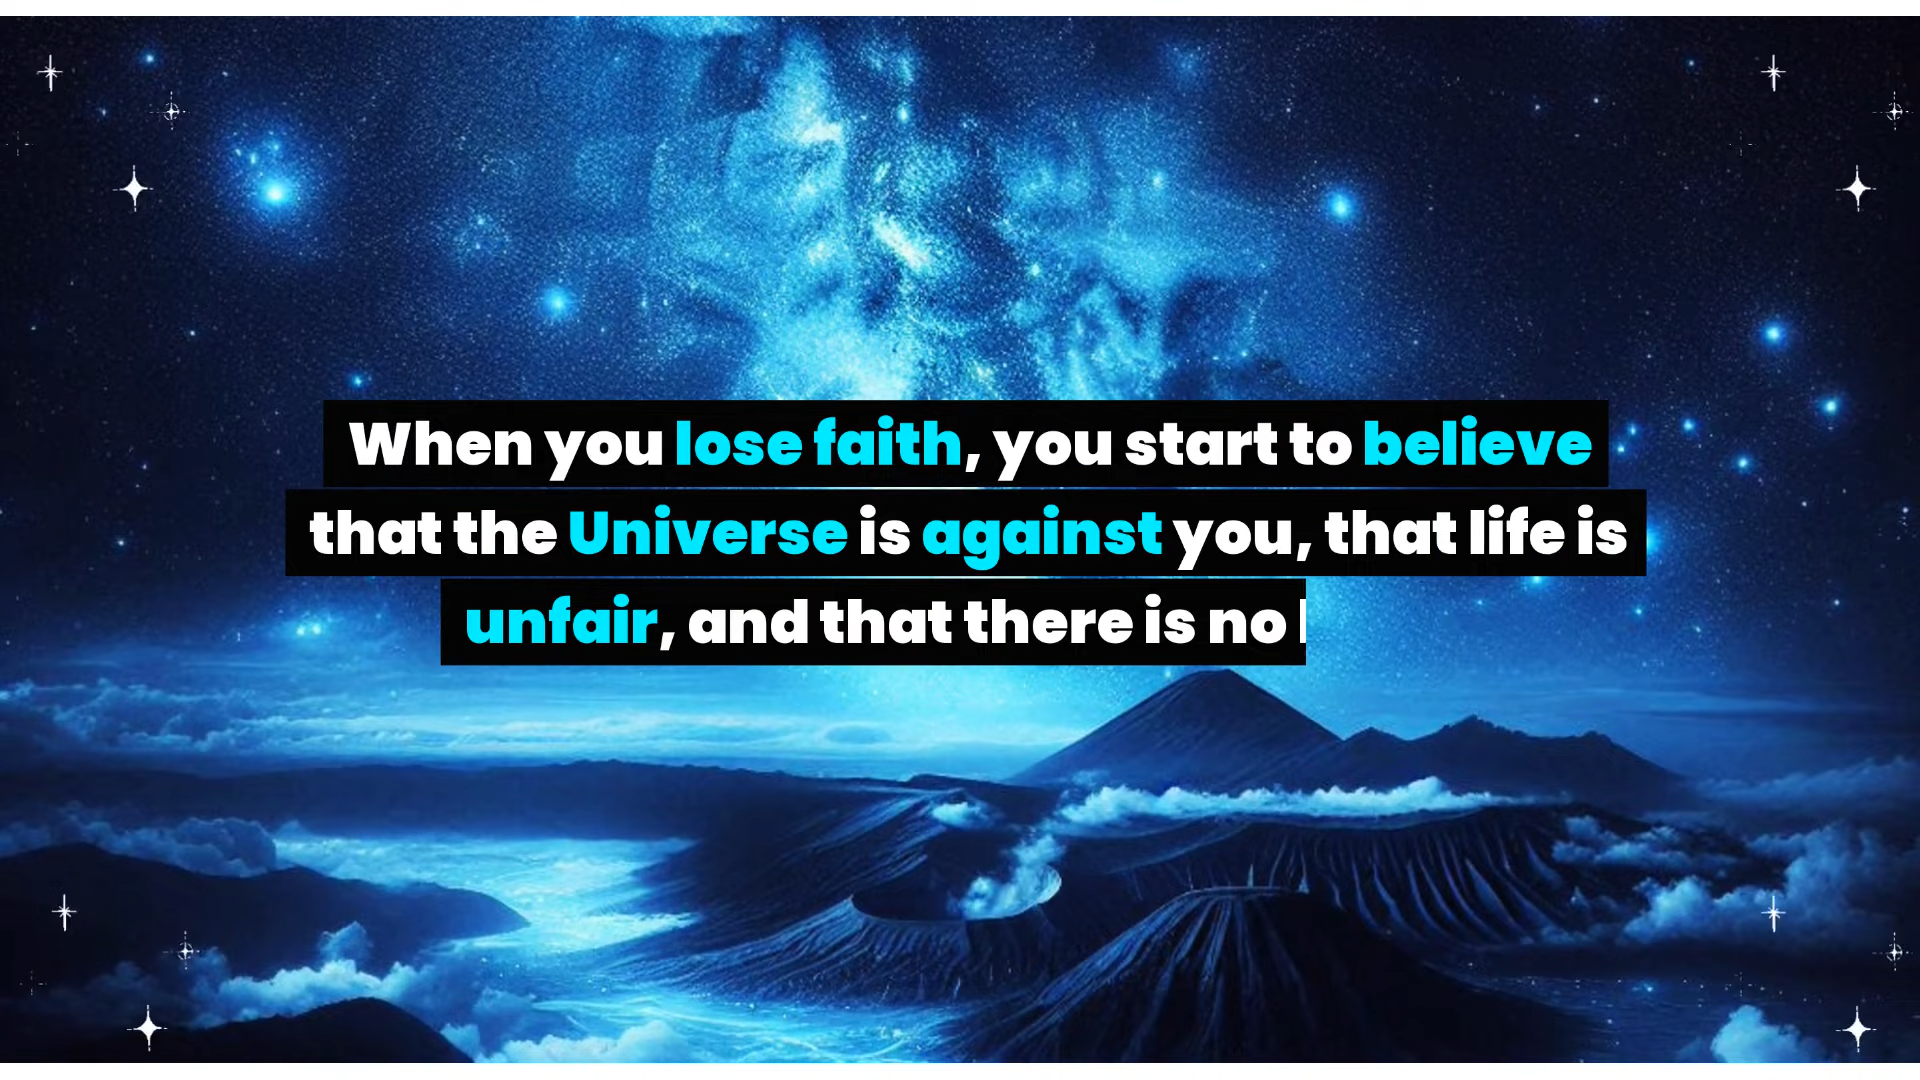 When you lose faith, you start to believe
that the Universe is against you, that life is
unfair, and that there is no